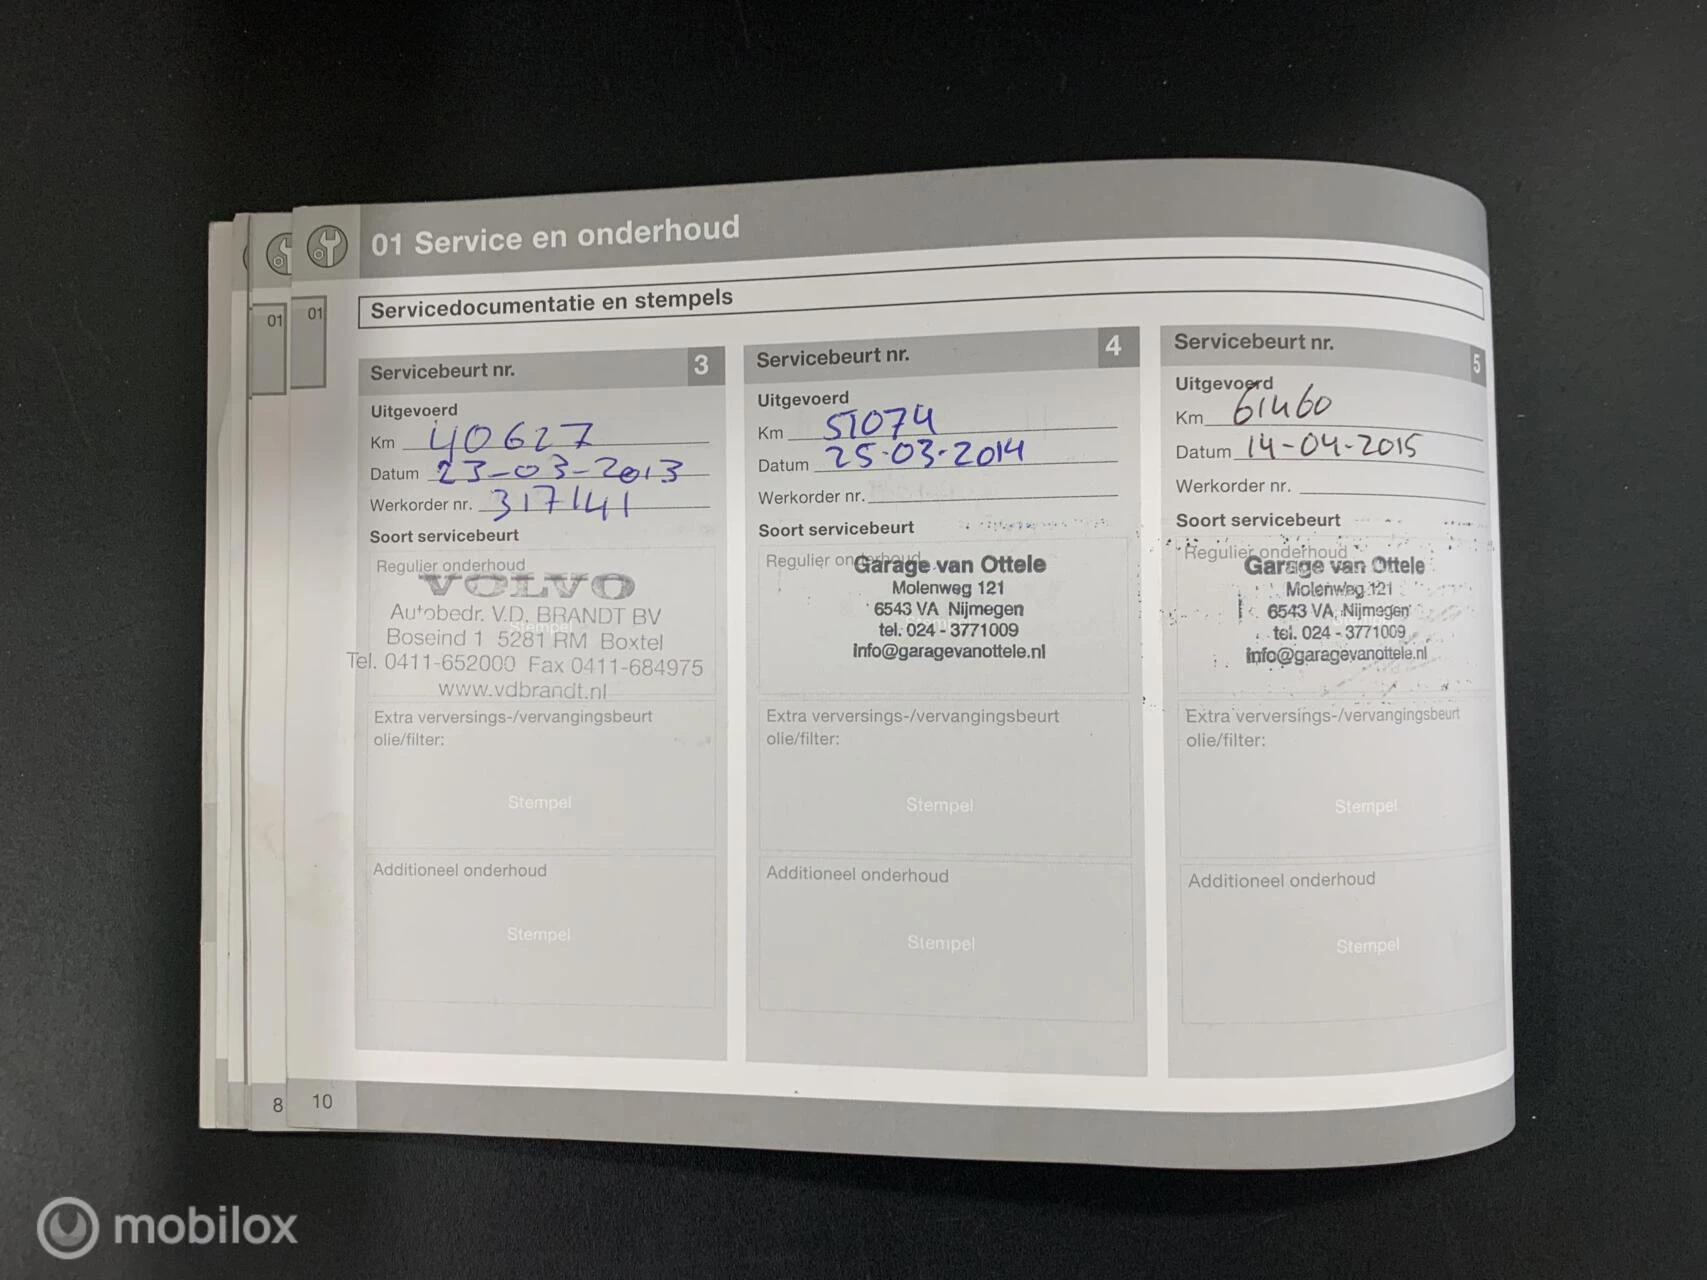 01 Service en onderhoud
01
01
Servicedocumentatie en stempels
Servicebeurt nr. 3
Uitgevoerd
Km 40627
Datum 23-03-2013
Werkorder nr. 317141
Soort servicebeurt
Regulier onderhoud
VOLVO
Autobedr. V.D. BRANDT BV
Stempel
Boseind 1 5281 RM Boxtel
Tel. 0411-652000 Fax 0411-684975
www.vdbrandt.nl
Extra verversings-/vervangingsbeurt
olie/filter:
Stempel
Additioneel onderhoud
Stempel
Servicebeurt nr. 4
Uitgevoerd
Km 51074
Datum 25-03-2014
Werkorder nr.
Soort servicebeurt
Regulier onderhoud
Garage van Ottele
Molenweg 121
6543 VA Nijmegen
tel. 024 - 3771009
info@garagevanottele.nl
Extra verversings-/vervangingsbeurt
olie/filter:
Stempel
Additioneel onderhoud
Stempel
Servicebeurt nr. 5
Uitgevoerd
Km 61460
Datum 14-04-2015
Werkorder nr.
Soort servicebeurt
Regulier onderhoud
Garage van Ottele
Molenweg 121
6543 VA Nijmegen
tel. 024 - 3771009
info@garagevanottele.nl
Extra verversings-/vervangingsbeurt
olie/filter:
Stempel
Additioneel onderhoud
Stempel
8
10
mobilox